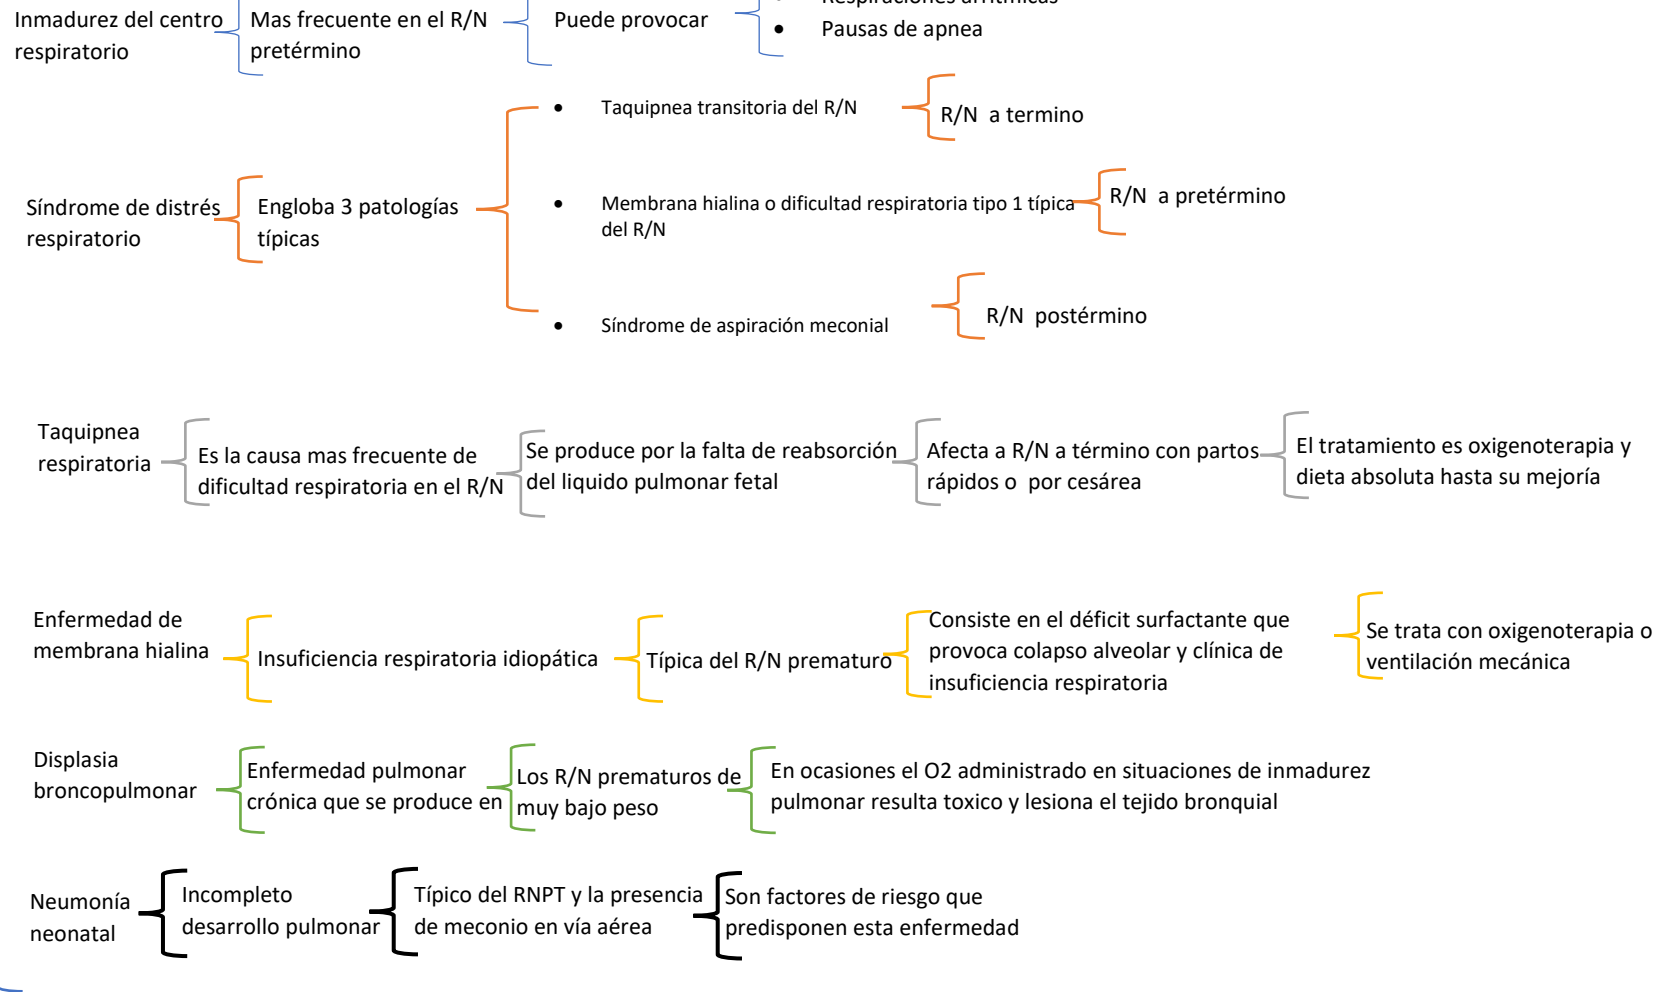 Respiraciones arrítmicas
Inmadurez del centro
respiratorio
Mas frecuente en el R/N
pretérmino
Puede provocar
• Pausas de apnea
• Taquipnea transitoria del R/N
R/N a termino
Síndrome de distrés
respiratorio
Engloba 3 patologías
típicas
• Membrana hialina o dificultad respiratoria tipo 1 típica
del R/N
R/N a pretérmino
• Síndrome de aspiración meconial
R/N postérmino
Taquipnea
respiratoria
Es la causa mas frecuente de
dificultad respiratoria en el R/N
Se produce por la falta de reabsorción
del liquido pulmonar fetal
Afecta a R/N a término con partos
rápidos o por cesárea
El tratamiento es oxigenoterapia y
dieta absoluta hasta su mejoría
Enfermedad de
membrana hialina
Insuficiencia respiratoria idiopática
Típica del R/N prematuro
Consiste en el déficit surfactante que
provoca colapso alveolar y clínica de
insuficiencia respiratoria
Se trata con oxigenoterapia o
ventilación mecánica
Displasia
broncopulmonar
Enfermedad pulmonar
crónica que se produce en
Los R/N prematuros de
muy bajo peso
En ocasiones el O2 administrado en situaciones de inmadurez
pulmonar resulta toxico y lesiona el tejido bronquial
Neumonía
neonatal
Incompleto
desarrollo pulmonar
Típico del RNPT y la presencia
de meconio en vía aérea
Son factores de riesgo que
predisponen esta enfermedad